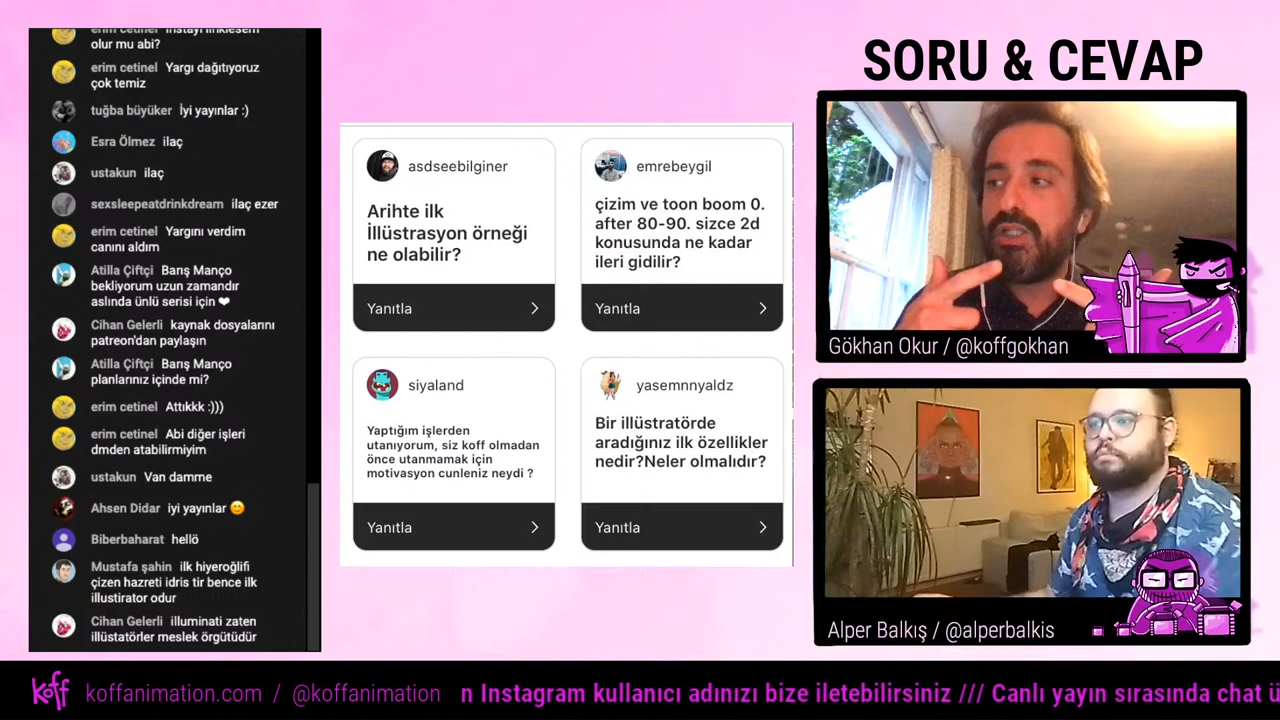 erim cetinel İnstayı linklesem
olur mu abi?
erim cetinel Yargı dağıtıyoruz
çok temiz
tuğba büyüker İyi yayınlar :)
Esra Ölmez ilaç
ustakun ilaç
sexsleepeatdrinkdream ilaç ezer
erim cetinel Yargını verdim
canını aldım
Atilla Çiftçi Barış Manço
bekliyorum uzun zamandır
aslında ünlü serisi için ❤
Cihan Gelerli kaynak dosyalarını
patreon'dan paylaşın
Atilla Çiftçi Barış Manço
planlarınız içinde mi?
erim cetinel Attıkkk :)))
erim cetinel Abi diğer işleri
dmden atabilirmiyim
ustakun Van damme
Ahsen Didar iyi yayınlar 😊
Biberbaharat hellö
Mustafa şahin ilk hiyeroğlifi
çizen hazreti idris tir bence ilk
illustirator odur
Cihan Gelerli illuminati zaten
illüstatörler meslek örgütüdür
asdseebilginer
Arihte ilk
İllüstrasyon örneği
ne olabilir?
Yanıtla
emrebeygil
çizim ve toon boom 0.
after 80-90. sizce 2d
konusunda ne kadar
ileri gidilir?
Yanıtla
siyaland
Yaptığım işlerden
utanıyorum, siz koff olmadan
önce utanmamak için
motivasyon cunleniz neydi ?
Yanıtla
yasemnnyaldz
Bir illüstratörde
aradığınız ilk özellikler
nedir?Neler olmalıdır?
Yanıtla
SORU & CEVAP
Gökhan Okur / @koffgokhan
Alper Balkış / @alperbalkis
koff koffanimation.com / @koffanimation n Instagram kullanıcı adınızı bize iletebilirsiniz /// Canlı yayın sırasında chat ü